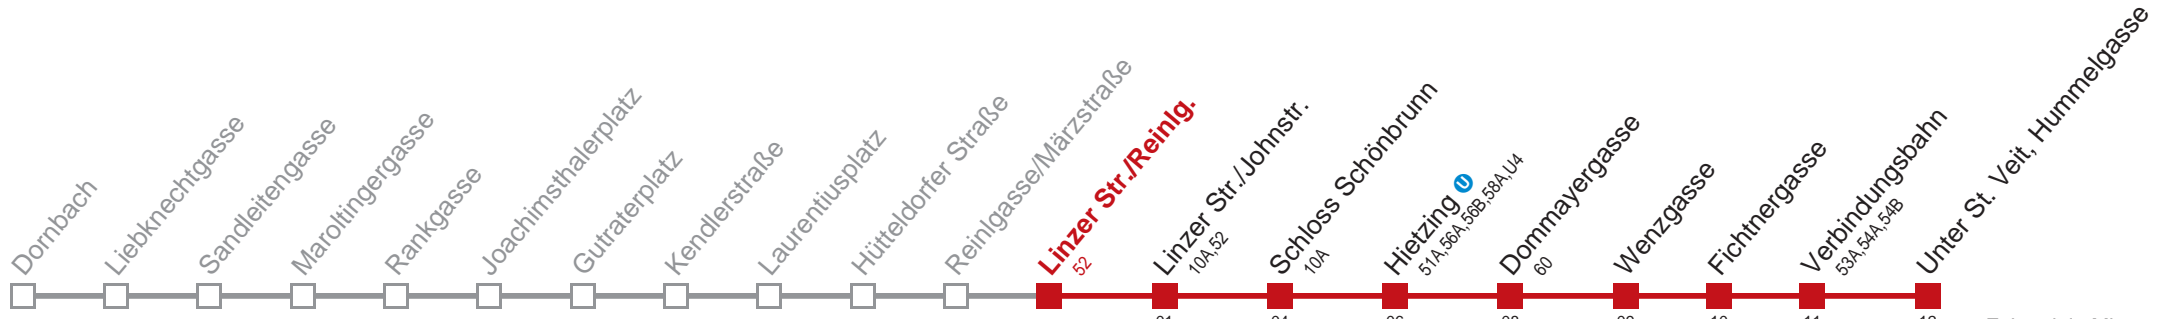 Dornbach
Liebknechtgasse
Sandleitengasse
Maroltingergasse
Rankgasse
Joachimsthalerplatz
Gutraterplatz
Kendlerstraße
Laurentiusplatz
Hütteldorfer Straße
Reinlgasse/Märzstraße
Linzer Str./Reinlg.
52
Linzer Str./Johnstr.
10A,52
Schloss Schönbrunn
10A
Hietzing U
51A,56A,56B,58A,U4
Dommayergasse
60
Wenzgasse
Fichtnergasse
Verbindungsbahn
53A,54A,54B
Unter St. Veit, Hummelgasse